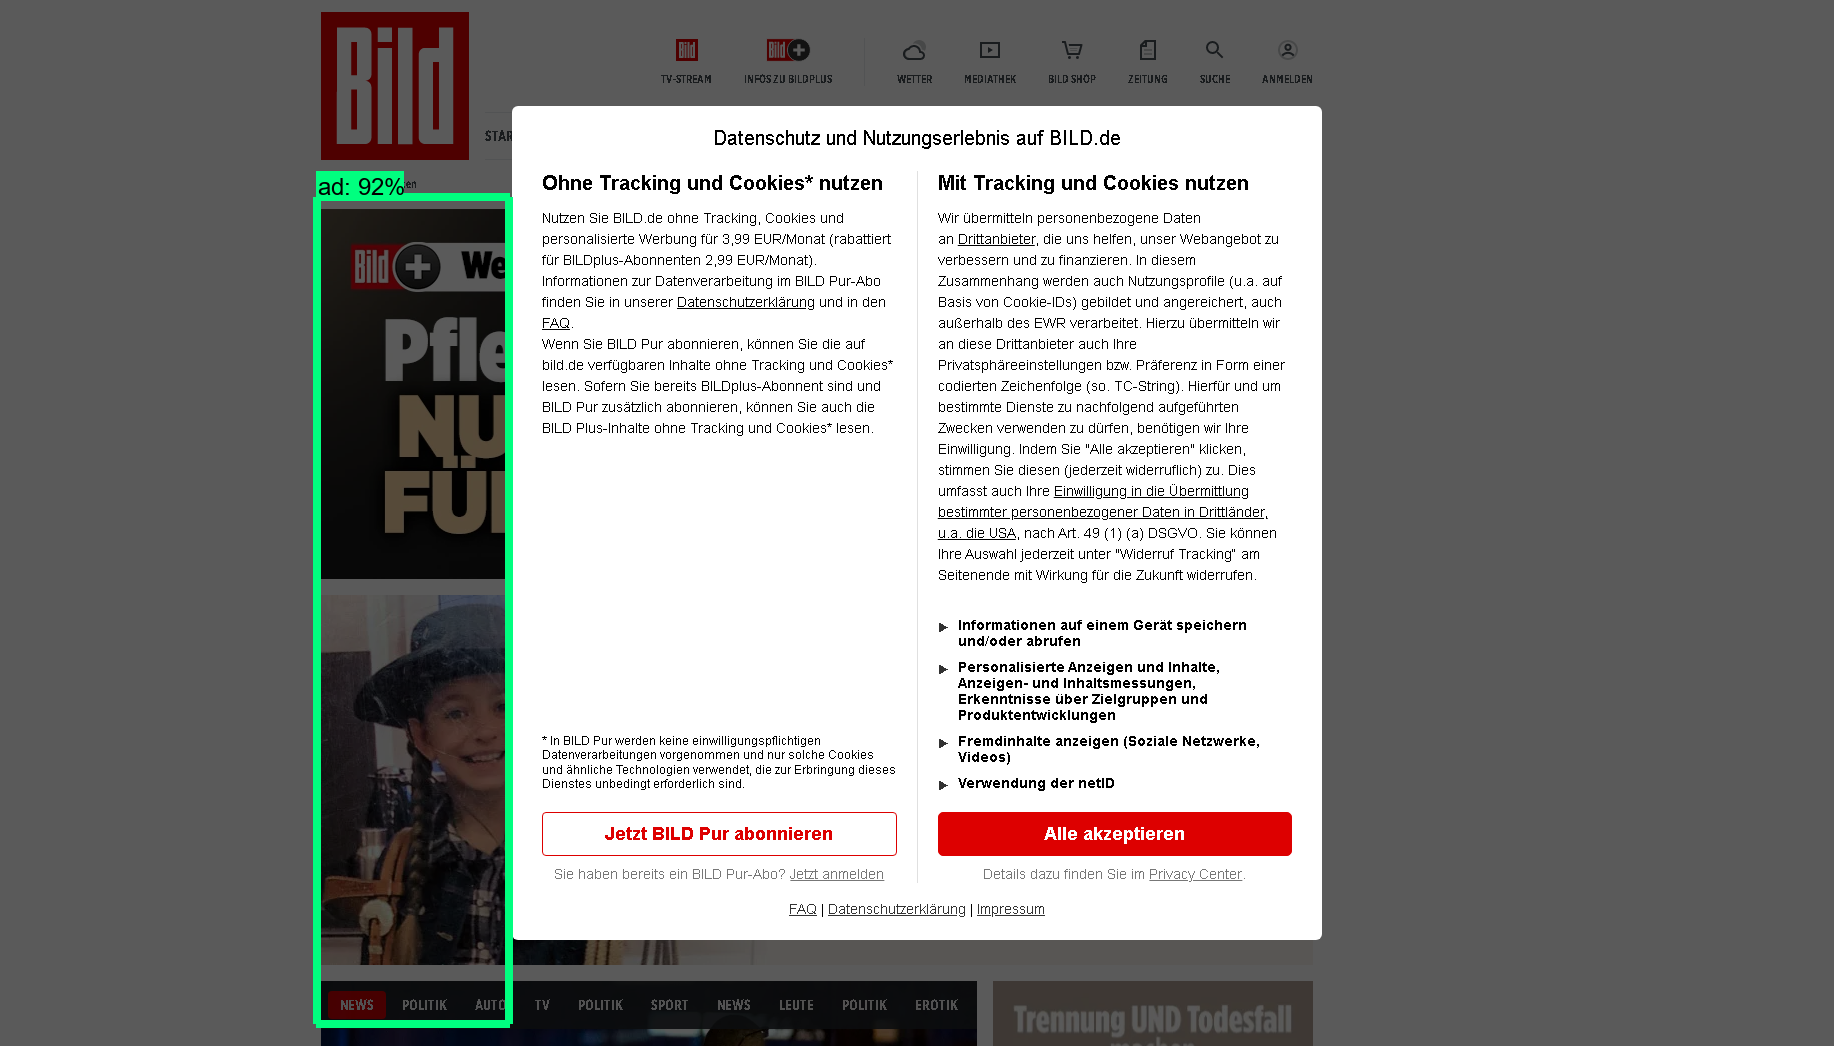 Bild
Bild
Bild
TV-STREAM
INFOS ZU BILDPLUS
WETTER
MEDIATHEK
BILD SHOP
ZEITUNG
SUCHE
ANMELDEN
STAR
ad: 92%
en
Bild
We
Pfle
NU
FÜ
Datenschutz und Nutzungserlebnis auf BILD.de
Ohne Tracking und Cookies* nutzen
Nutzen Sie BILD.de ohne Tracking, Cookies und
personalisierte Werbung für 3,99 EUR/Monat (rabattiert
für BILDplus-Abonnenten 2,99 EUR/Monat).
Informationen zur Datenverarbeitung im BILD Pur-Abo
finden Sie in unserer Datenschutzerklärung und in den
FAQ.
Wenn Sie BILD Pur abonnieren, können Sie die auf
bild.de verfügbaren Inhalte ohne Tracking und Cookies*
lesen. Sofern Sie bereits BILDplus-Abonnent sind und
BILD Pur zusätzlich abonnieren, können Sie auch die
BILD Plus-Inhalte ohne Tracking und Cookies* lesen.
* In BILD Pur werden keine einwilligungspflichtigen
Datenverarbeitungen vorgenommen und nur solche Cookies
und ähnliche Technologien verwendet, die zur Erbringung dieses
Dienstes unbedingt erforderlich sind.
Jetzt BILD Pur abonnieren
Sie haben bereits ein BILD Pur-Abo? Jetzt anmelden
Mit Tracking und Cookies nutzen
Wir übermitteln personenbezogene Daten
an Drittanbieter, die uns helfen, unser Webangebot zu
verbessern und zu finanzieren. In diesem
Zusammenhang werden auch Nutzungsprofile (u.a. auf
Basis von Cookie-IDs) gebildet und angereichert, auch
außerhalb des EWR verarbeitet. Hierzu übermitteln wir
an diese Drittanbieter auch Ihre
Privatsphäreeinstellungen bzw. Präferenz in Form einer
codierten Zeichenfolge (so. TC-String). Hierfür und um
bestimmte Dienste zu nachfolgend aufgeführten
Zwecken verwenden zu dürfen, benötigen wir Ihre
Einwilligung. Indem Sie "Alle akzeptieren" klicken,
stimmen Sie diesen (jederzeit widerruflich) zu. Dies
umfasst auch Ihre Einwilligung in die Übermittlung
bestimmter personenbezogener Daten in Drittländer,
u.a. die USA, nach Art. 49 (1) (a) DSGVO. Sie können
Ihre Auswahl jederzeit unter "Widerruf Tracking" am
Seitenende mit Wirkung für die Zukunft widerrufen.
Informationen auf einem Gerät speichern
und/oder abrufen
Personalisierte Anzeigen und Inhalte,
Anzeigen- und Inhaltsmessungen,
Erkenntnisse über Zielgruppen und
Produktentwicklungen
Fremdinhalte anzeigen (Soziale Netzwerke,
Videos)
Verwendung der netID
Alle akzeptieren
Details dazu finden Sie im Privacy Center.
FAQ | Datenschutzerklärung | Impressum
NEWS POLITIK AUTO TV POLITIK SPORT NEWS LEUTE POLITIK EROTIK
Trennung UND Todesfall
machen